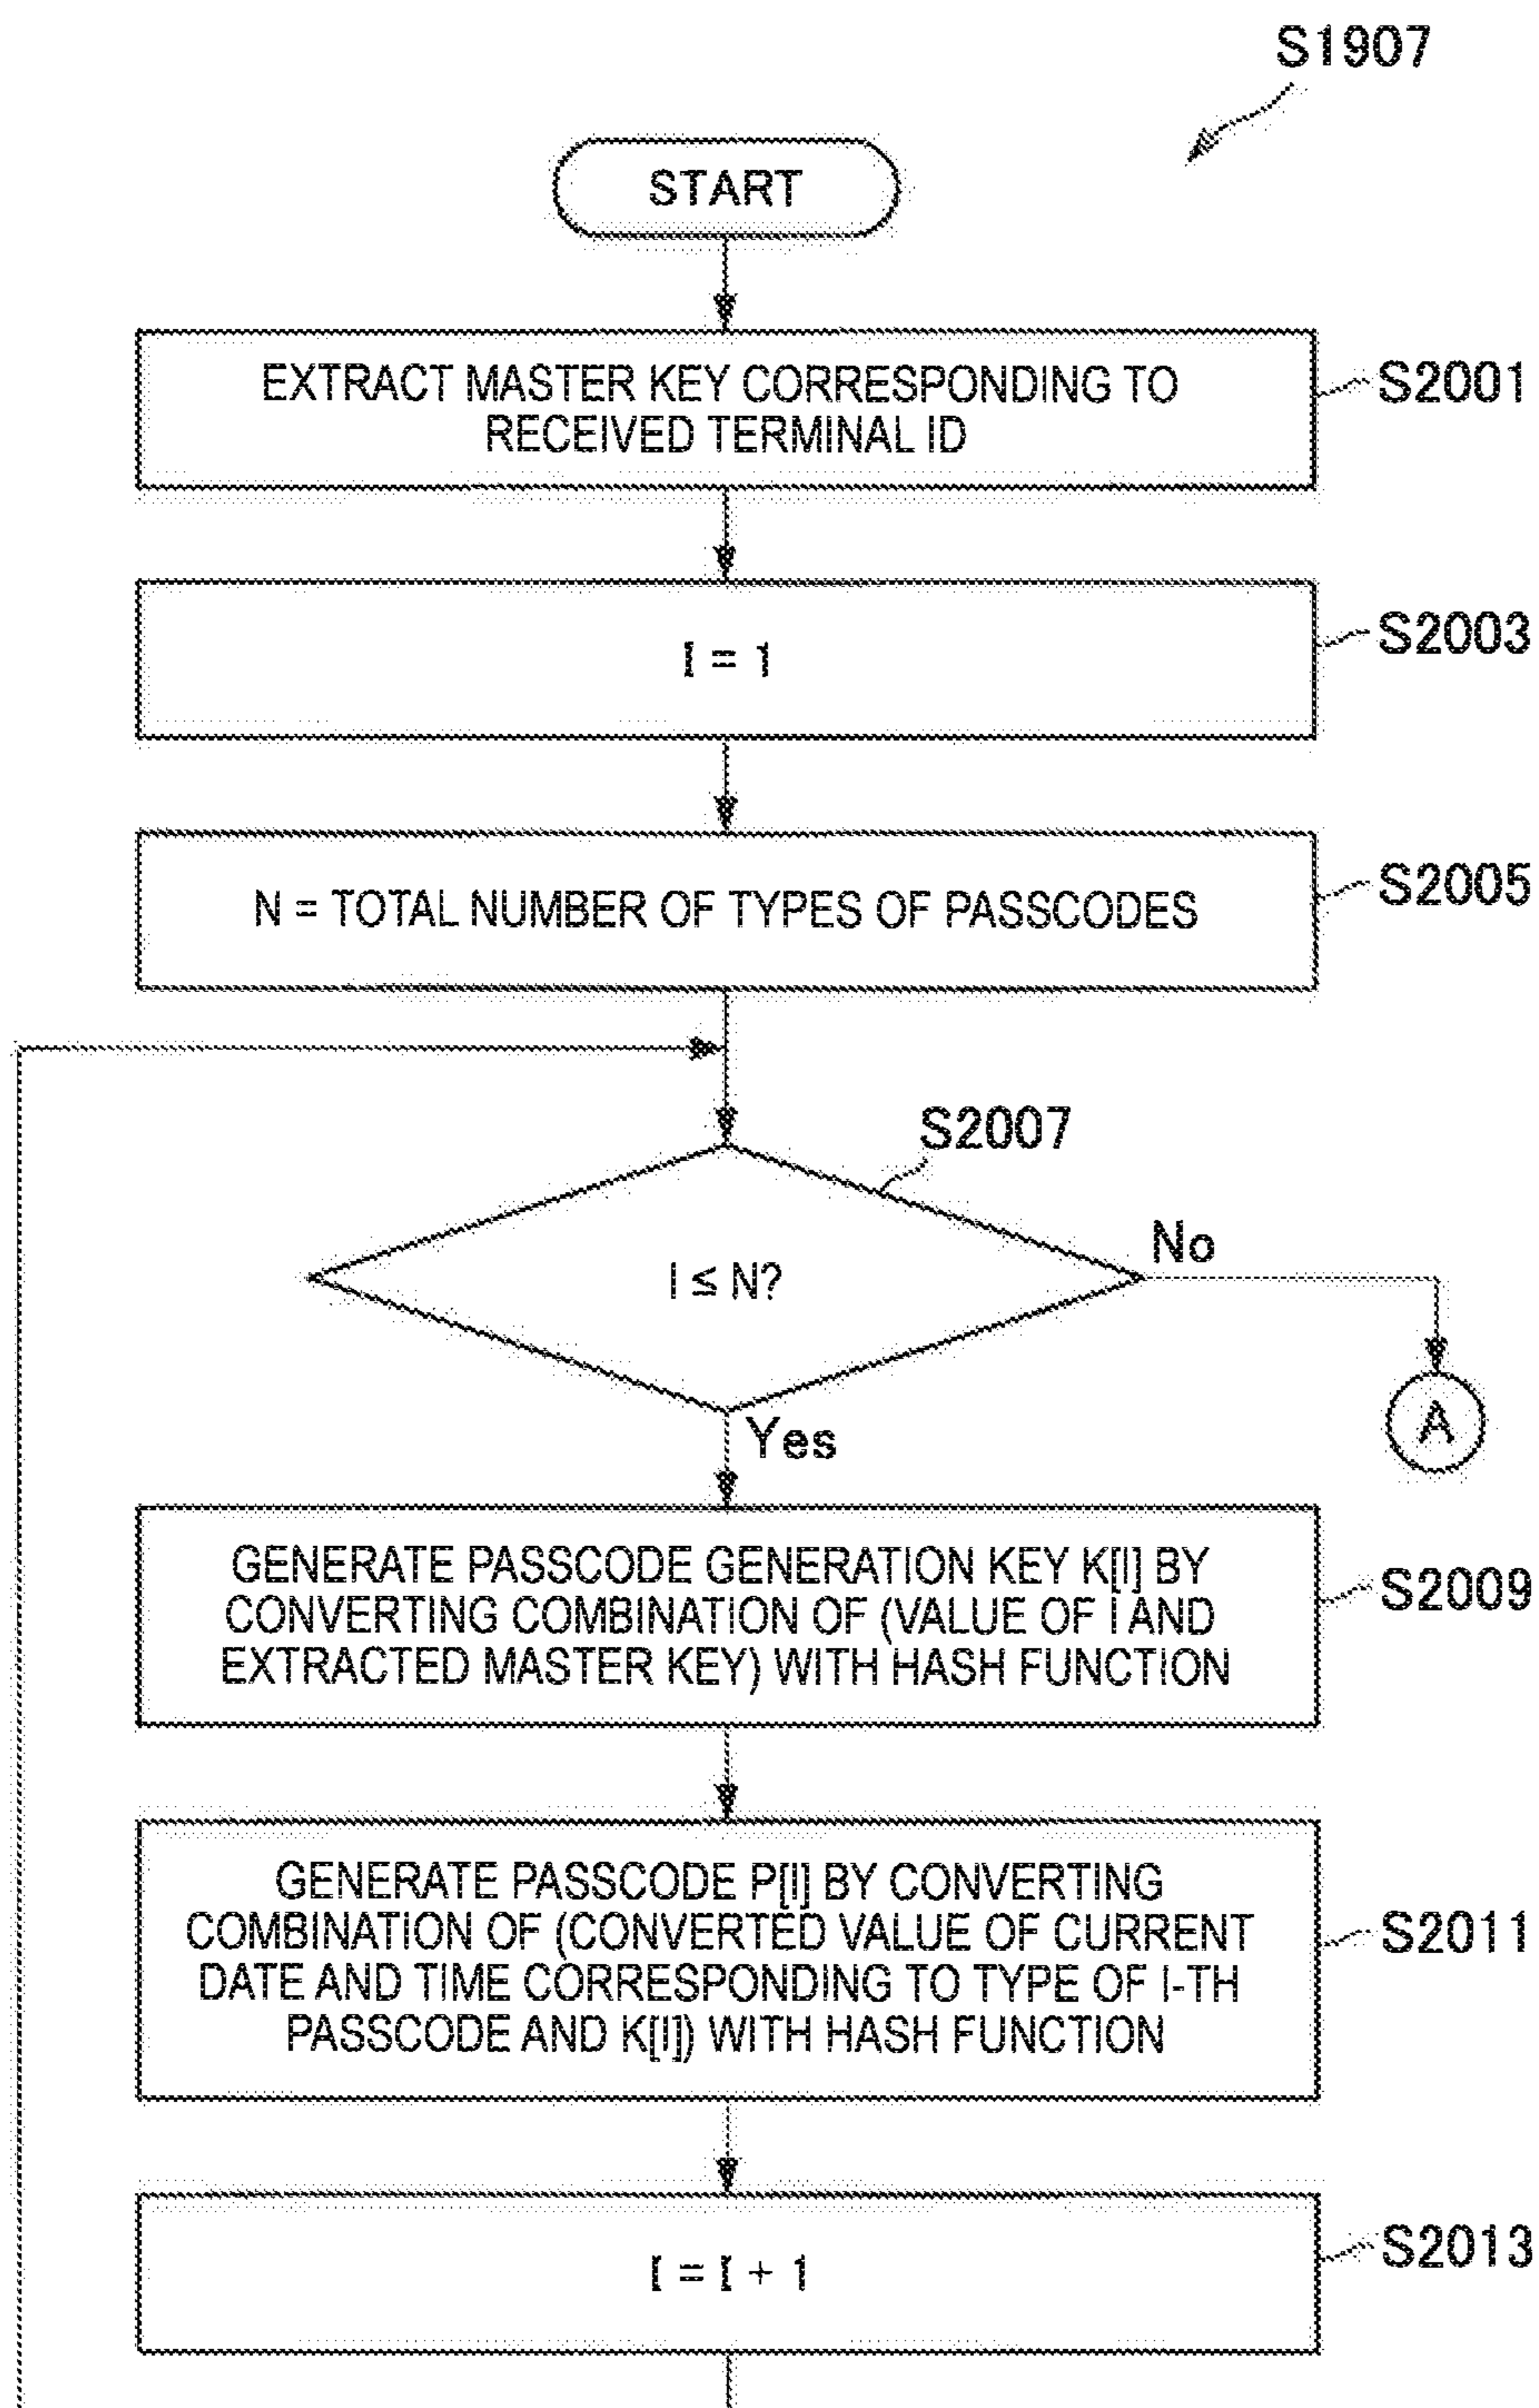 S1907
START
EXTRACT MASTER KEY CORRESPONDING TO
RECEIVED TERMINAL ID
S2001
I = 1
S2003
N = TOTAL NUMBER OF TYPES OF PASSCODES
S2005
S2007
I ≤ N?
No
A
Yes
GENERATE PASSCODE GENERATION KEY K[I] BY
CONVERTING COMBINATION OF (VALUE OF I AND
EXTRACTED MASTER KEY) WITH HASH FUNCTION
S2009
GENERATE PASSCODE P[I] BY CONVERTING
COMBINATION OF (CONVERTED VALUE OF CURRENT
DATE AND TIME CORRESPONDING TO TYPE OF I-TH
PASSCODE AND K[I]) WITH HASH FUNCTION
S2011
I = I + 1
S2013